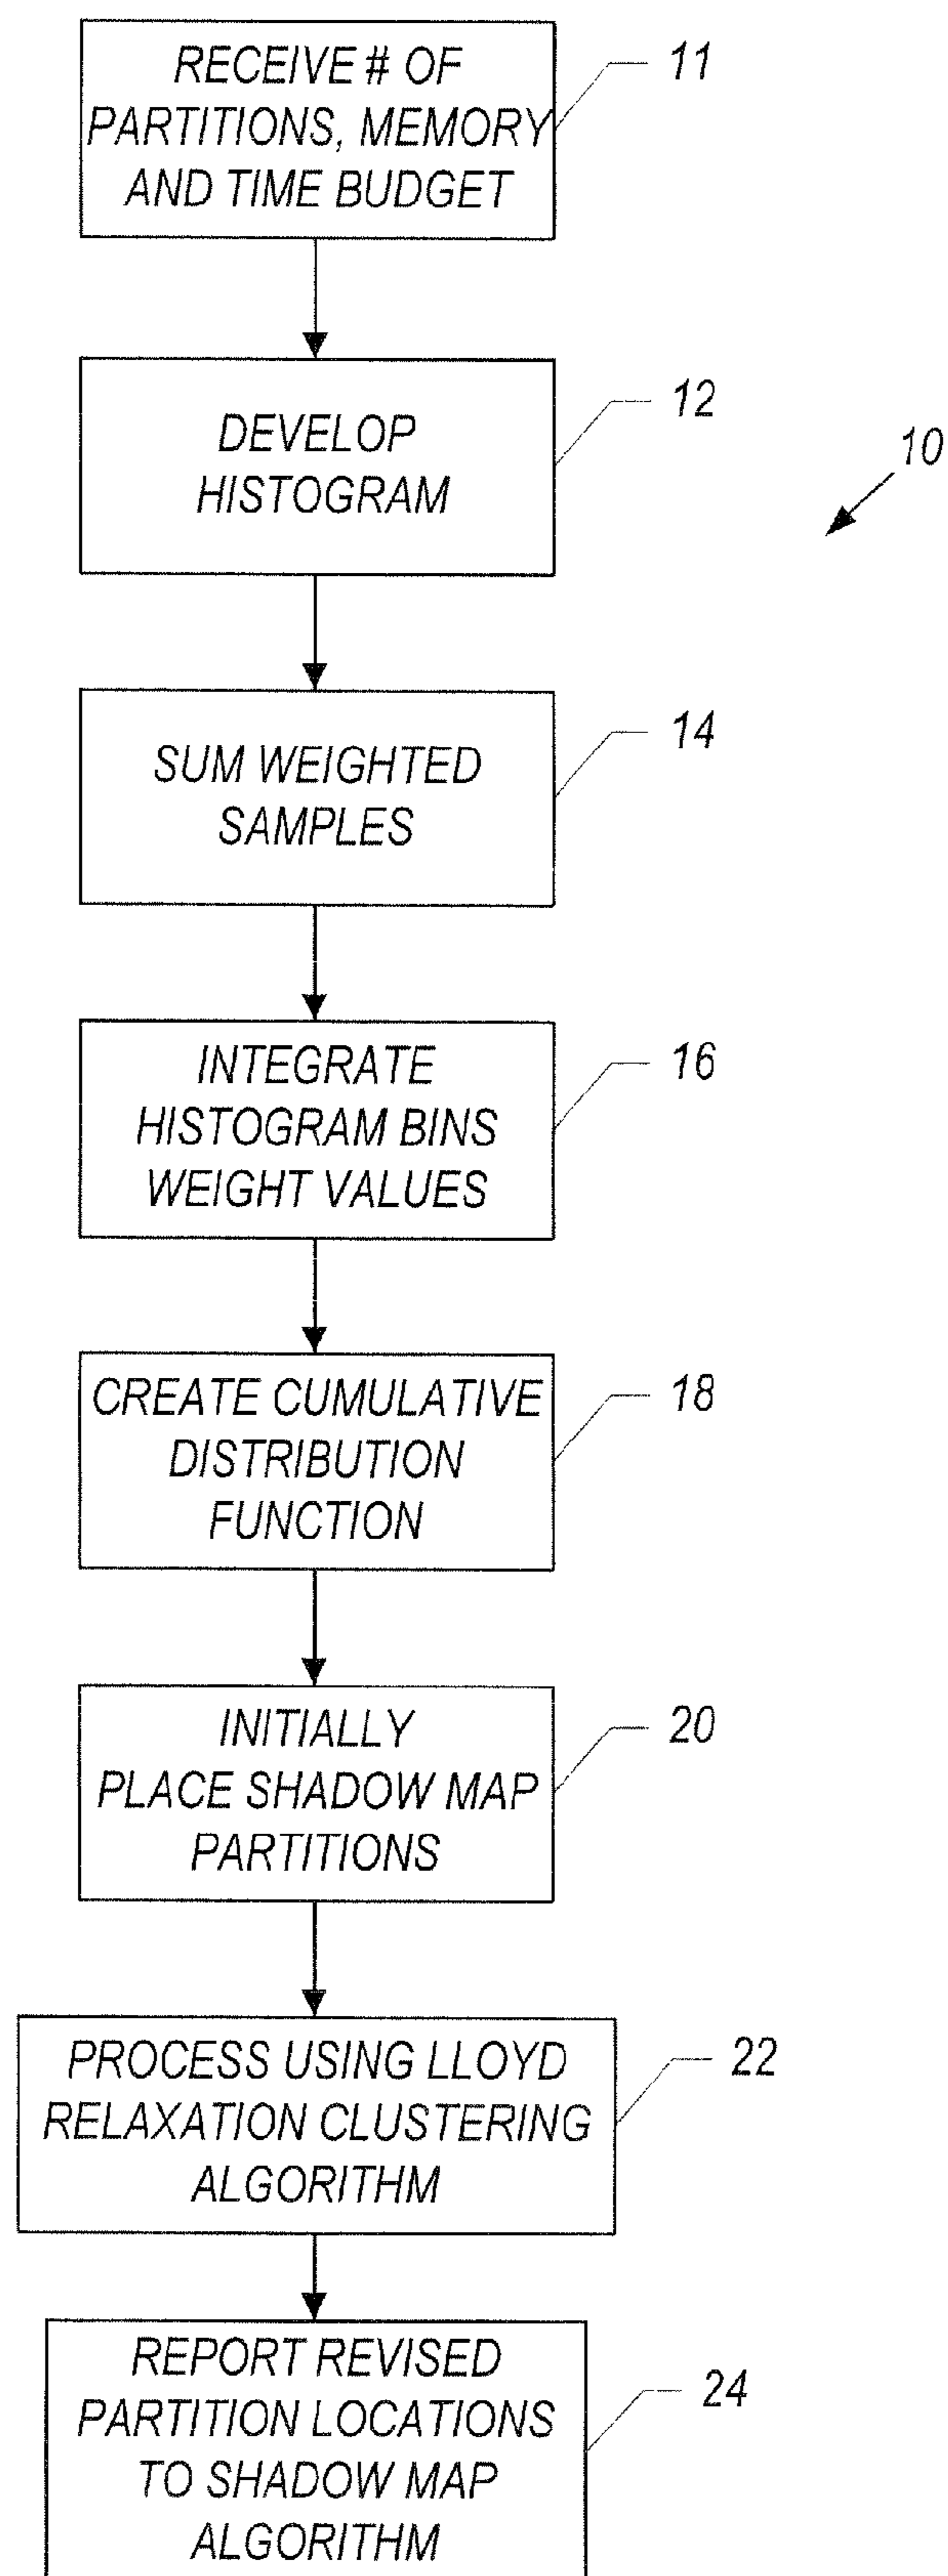 RECEIVE # OF
PARTITIONS, MEMORY
AND TIME BUDGET
11
DEVELOP
HISTOGRAM
12
10
SUM WEIGHTED
SAMPLES
14
INTEGRATE
HISTOGRAM BINS
WEIGHT VALUES
16
CREATE CUMULATIVE
DISTRIBUTION
FUNCTION
18
INITIALLY
PLACE SHADOW MAP
PARTITIONS
20
PROCESS USING LLOYD
RELAXATION CLUSTERING
ALGORITHM
22
REPORT REVISED
PARTITION LOCATIONS
TO SHADOW MAP
ALGORITHM
24